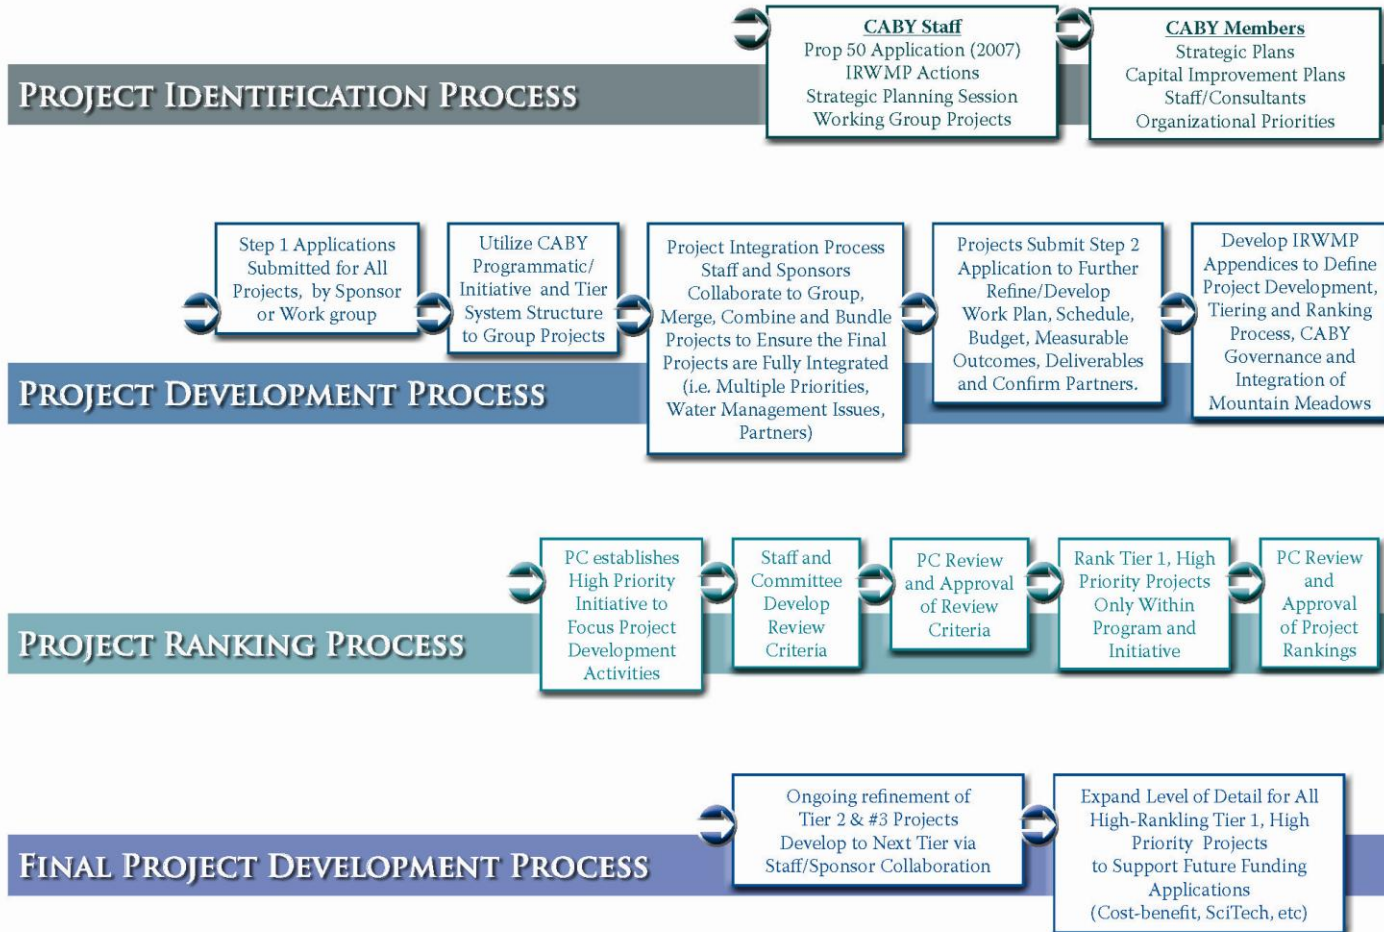 CABY Staff
Prop 50 Application (2007)
IRWMP Actions
Strategic Planning Session
Working Group Projects
CABY Members
Strategic Plans
Capital Improvement Plans
Staff/Consultants
Organizational Priorities
PROJECT IDENTIFICATION PROCESS
Step 1 Applications
Submitted for All
Projects, by Sponsor
or Work group
Utilize CABY
Programmatic/
Initiative and Tier
System Structure
to Group Projects
Project Integration Process
Staff and Sponsors
Collaborate to Group,
Merge, Combine and Bundle
Projects to Ensure the Final
Projects are Fully Integrated
(i.e. Multiple Priorities,
Water Management Issues,
Partners)
Projects Submit Step 2
Application to Further
Refine/Develop
Work Plan, Schedule,
Budget, Measurable
Outcomes, Deliverables
and Confirm Partners.
Develop IRWMP
Appendices to Define
Project Development,
Tiering and Ranking
Process, CABY
Governance and
Integration of
Mountain Meadows
PROJECT DEVELOPMENT PROCESS
PC establishes
High Priority
Initiative to
Focus Project
Development
Activities
Staff and
Committee
Develop
Review
Criteria
PC Review
and Approval
of Review
Criteria
Rank Tier 1, High
Priority Projects
Only Within
Program and
Initiative
PC Review
and
Approval
of Project
Rankings
PROJECT RANKING PROCESS
Ongoing refinement of
Tier 2 & #3 Projects
Develop to Next Tier via
Staff/Sponsor Collaboration
Expand Level of Detail for All
High-Rankling Tier 1, High
Priority Projects
to Support Future Funding
Applications
(Cost-benefit, SciTech, etc)
FINAL PROJECT DEVELOPMENT PROCESS